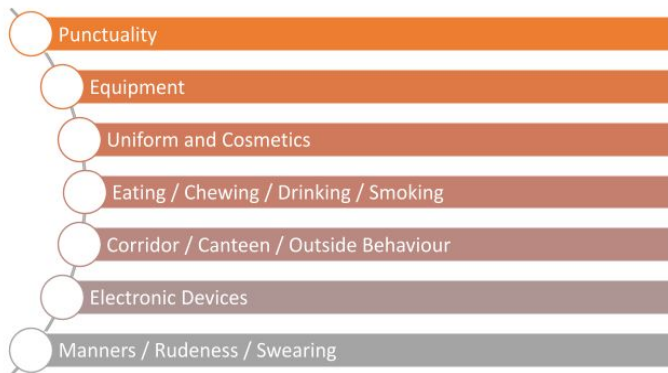 Punctuality
Equipment
Uniform and Cosmetics
Eating / Chewing / Drinking / Smoking
Corridor / Canteen / Outside Behaviour
Electronic Devices
Manners / Rudeness / Swearing